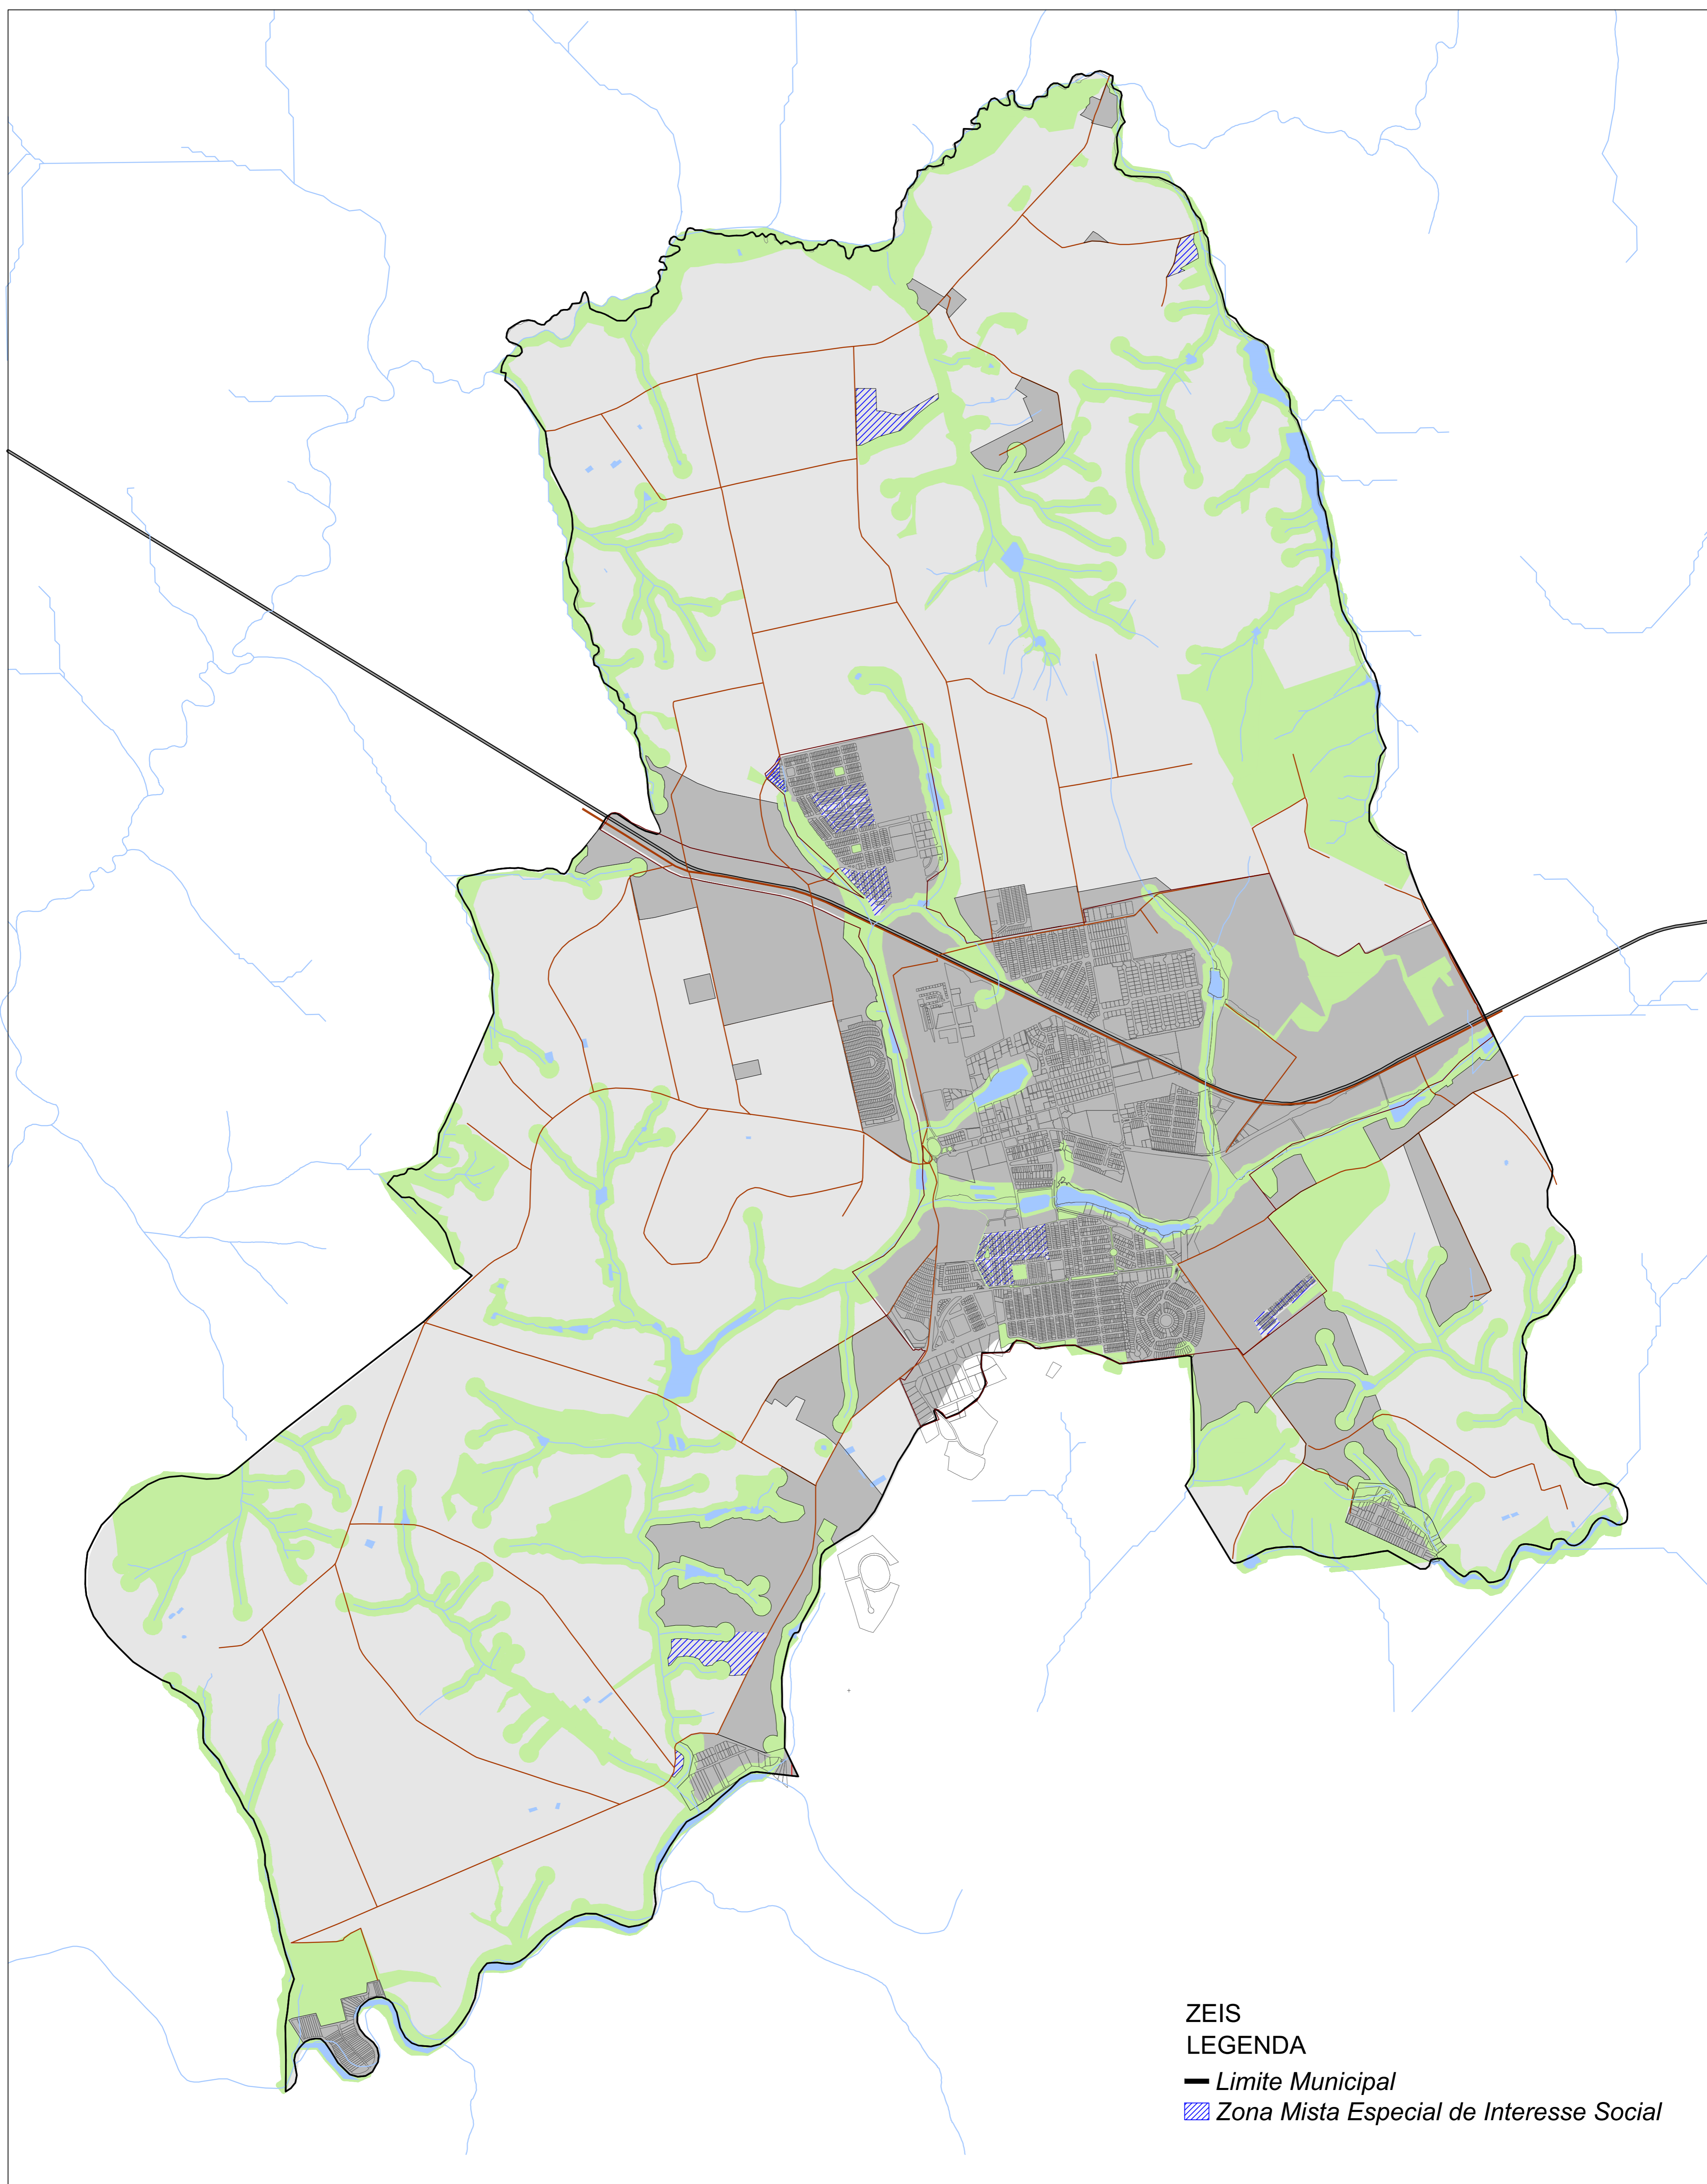 ZEIS
LEGENDA
Limite Municipal
Zona Mista Especial de Interesse Social